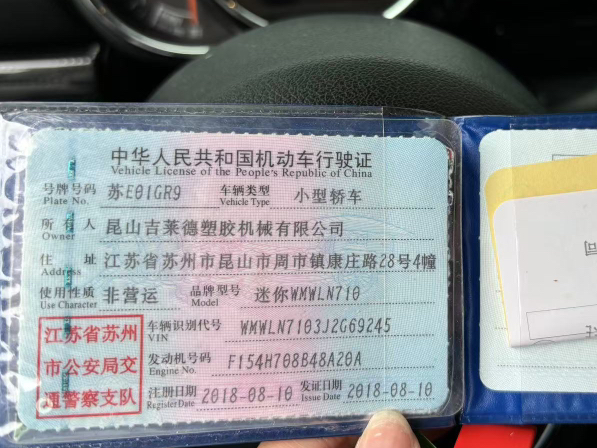 中华人民共和国机动车行驶证
Vehicle License of the People's Republic of China
号牌号码 苏E01GR9 车辆类型 小型轿车
Plate No. Vehicle Type
所有人 昆山吉莱德塑胶机械有限公司
Owner
住址 江苏省苏州市昆山市周市镇康庄路28号4幢
Address
使用性质 非营运 品牌型号 迷你WMWLN710
Use Character Model
江苏省苏州
市公安局交
通警察支队
车辆识别代号 WMWLN7103J2G69245
VIN
发动机号码 F154H708B48A20A
Engine No.
注册日期 2018-08-10 发证日期 2018-08-10
Register Date Issue Date